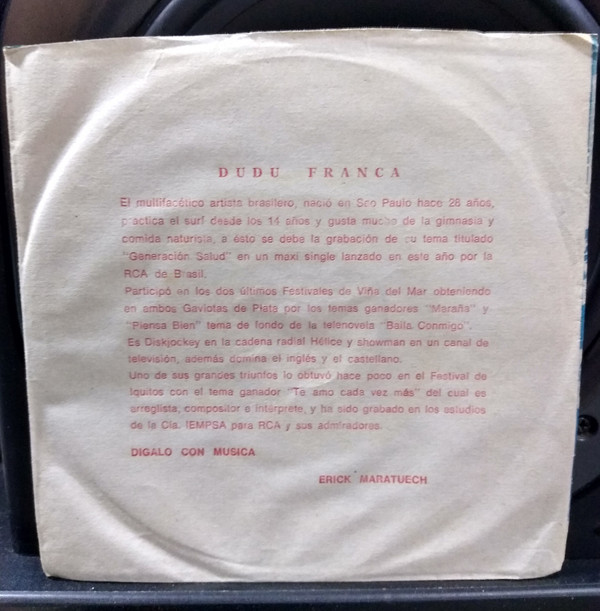 DUDU FRANCA
El multifacético artista brasilero, nació en Sao Paulo hace 28 años,
practica el surf desde los 14 años y gusta mucho de la gimnasia y
comida naturista, a ésto se debe la grabación de su tema titulado
"Generación Salud" en un maxi single lanzado en este año por la
RCA de Brasil.
Participó en los dos últimos Festivales de Viña del Mar obteniendo
en ambos Gaviotas de Plata por los temas ganadores "Maraña" y
"Piensa Bien" tema de fondo de la telenovela "Baila Conmigo".
Es Diskjockey en la cadena radial Hélice y showman en un canal de
televisión, además domina el inglés y el castellano.
Uno de sus grandes triunfos lo obtuvó hace poco en el Festival de
Iquitos con el tema ganador "Te amo cada vez más" del cual es
arreglista, compositor e intérprete, y ha sido grabado en los estudios
de la Cía. IEMPSA para RCA y sus admiradores.
DIGALO CON MUSICA
ERICK MARATUECH